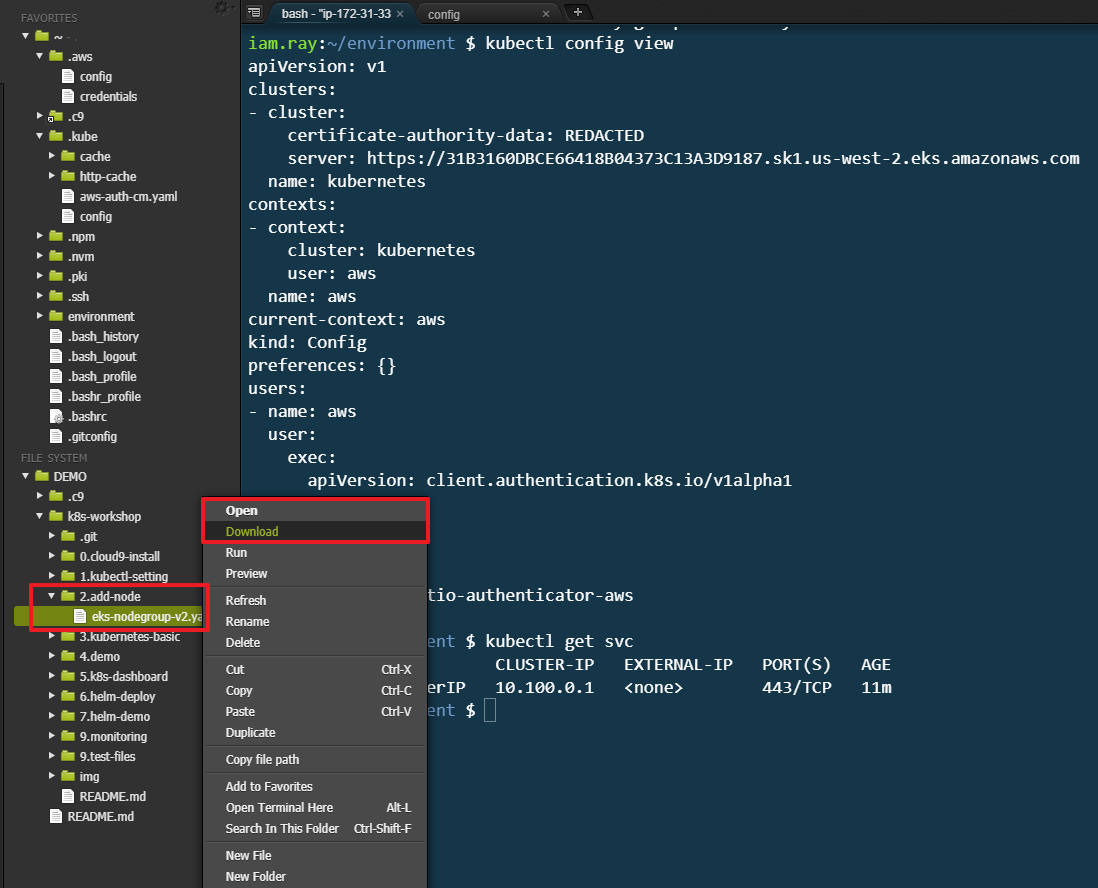 FAVORITES
~
.aws
config
credentials
.c9
.kube
cache
http-cache
aws-auth-cm.yaml
config
.npm
.nvm
.pki
.ssh
environment
.bash_history
.bash_logout
.bash_profile
.bashr_profile
.bashrc
.gitconfig
FILE SYSTEM
DEMO
.c9
k8s-workshop
.git
0.cloud9-install
1.kubectl-setting
2.add-node
eks-nodegroup-v2.ya
3.kubernetes-basic
4.demo
5.k8s-dashboard
6.helm-deploy
7.helm-demo
9.monitoring
9.test-files
img
README.md
README.md
bash - "ip-172-31-33 ×
config ×
+
iam.ray:~/environment $ kubectl config view
apiVersion: v1
clusters:
- cluster:
    certificate-authority-data: REDACTED
    server: https://31B3160DBCE66418B04373C13A3D9187.sk1.us-west-2.eks.amazonaws.com
  name: kubernetes
contexts:
- context:
    cluster: kubernetes
    user: aws
  name: aws
current-context: aws
kind: Config
preferences: {}
users:
- name: aws
  user:
    exec:
      apiVersion: client.authentication.k8s.io/v1alpha1
tio-authenticator-aws
ent $ kubectl get svc
CLUSTER-IP EXTERNAL-IP PORT(S) AGE
erIP 10.100.0.1 <none> 443/TCP 11m
ent $
Open
Download
Run
Preview
Refresh
Rename
Delete
Cut Ctrl-X
Copy Ctrl-C
Paste Ctrl-V
Duplicate
Copy file path
Add to Favorites
Open Terminal Here Alt-L
Search In This Folder Ctrl-Shift-F
New File
New Folder